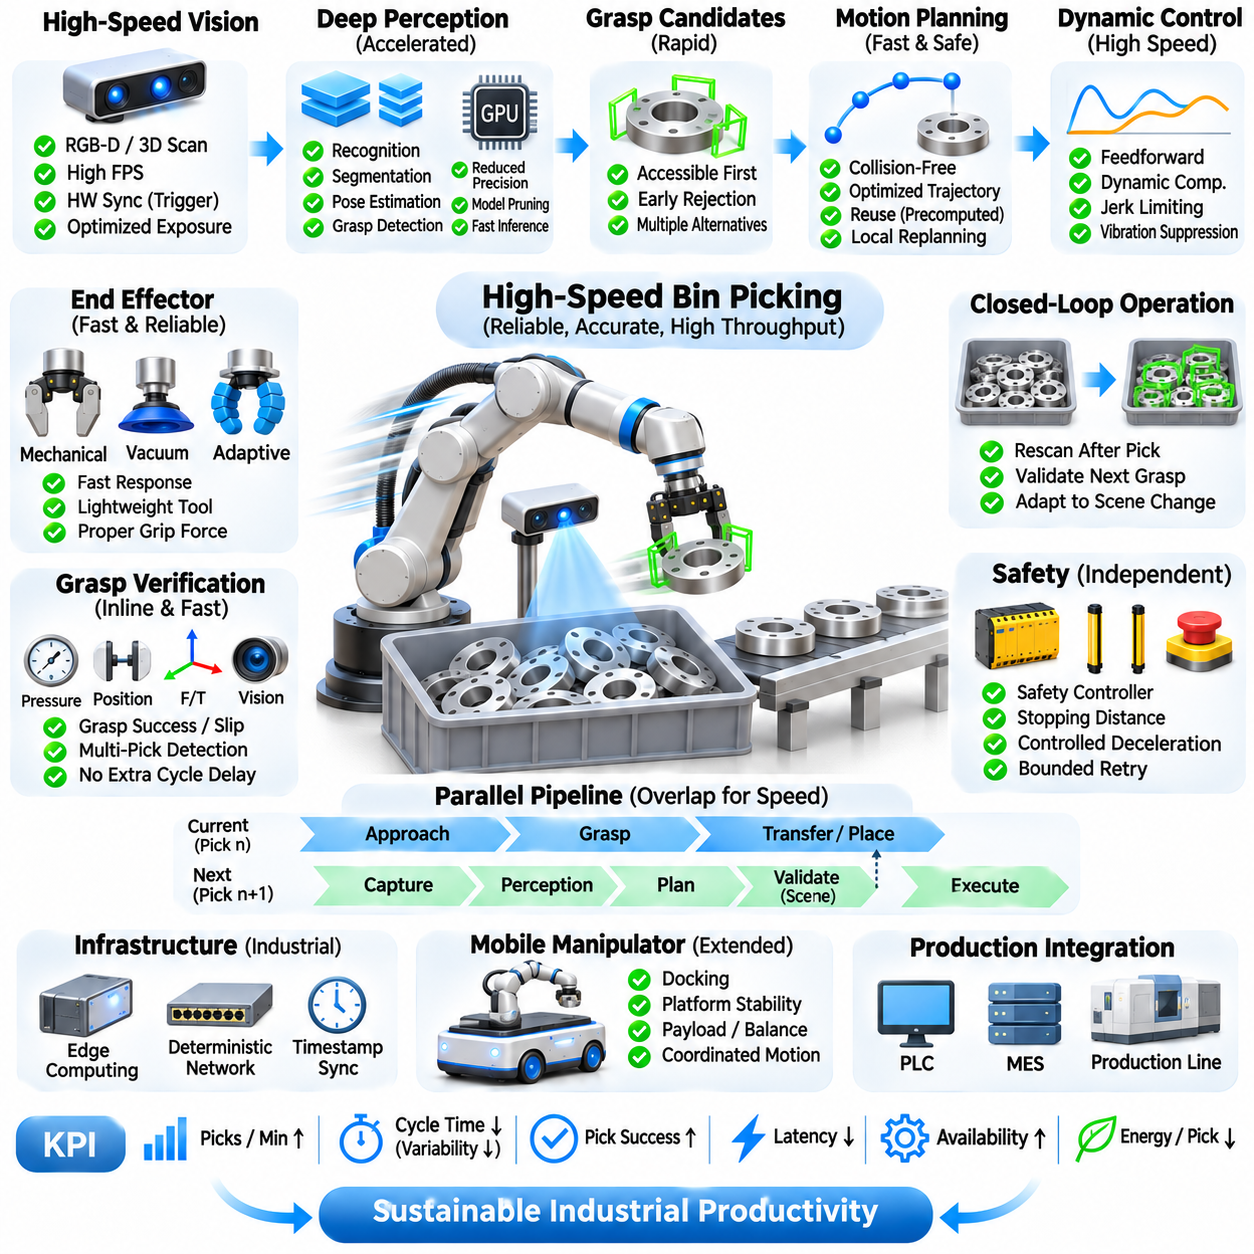 High-Speed Vision
RGB-D / 3D Scan
High FPS
HW Sync (Trigger)
Optimized Exposure
Deep Perception
(Accelerated)
GPU
Recognition
Segmentation
Pose Estimation
Grasp Detection
Reduced
Precision
Model Pruning
Fast Inference
Grasp Candidates
(Rapid)
Accessible First
Early Rejection
Multiple Alternatives
Motion Planning
(Fast & Safe)
Collision-Free
Optimized Trajectory
Reuse (Precomputed)
Local Replanning
Dynamic Control
(High Speed)
Feedforward
Dynamic Comp.
Jerk Limiting
Vibration Suppression
End Effector
(Fast & Reliable)
Mechanical
Vacuum
Adaptive
Fast Response
Lightweight Tool
Proper Grip Force
High-Speed Bin Picking
(Reliable, Accurate, High Throughput)
Closed-Loop Operation
Rescan After Pick
Validate Next Grasp
Adapt to Scene Change
Grasp Verification
(Inline & Fast)
Pressure
Position
F/T
Vision
Grasp Success / Slip
Multi-Pick Detection
No Extra Cycle Delay
Safety (Independent)
Safety Controller
Stopping Distance
Controlled Deceleration
Bounded Retry
Parallel Pipeline (Overlap for Speed)
Current
(Pick n)
Approach
Grasp
Transfer / Place
Next
(Pick n+1)
Capture
Perception
Plan
Validate
(Scene)
Execute
Infrastructure (Industrial)
Edge
Computing
Deterministic
Network
Timestamp
Sync
Mobile Manipulator (Extended)
Docking
Platform Stability
Payload / Balance
Coordinated Motion
Production Integration
PLC
MES
Production Line
KPI
Picks / Min ↑
Cycle Time ↓
(Variability ↓)
Pick Success ↑
Latency ↓
Availability ↑
Energy / Pick ↓
Sustainable Industrial Productivity